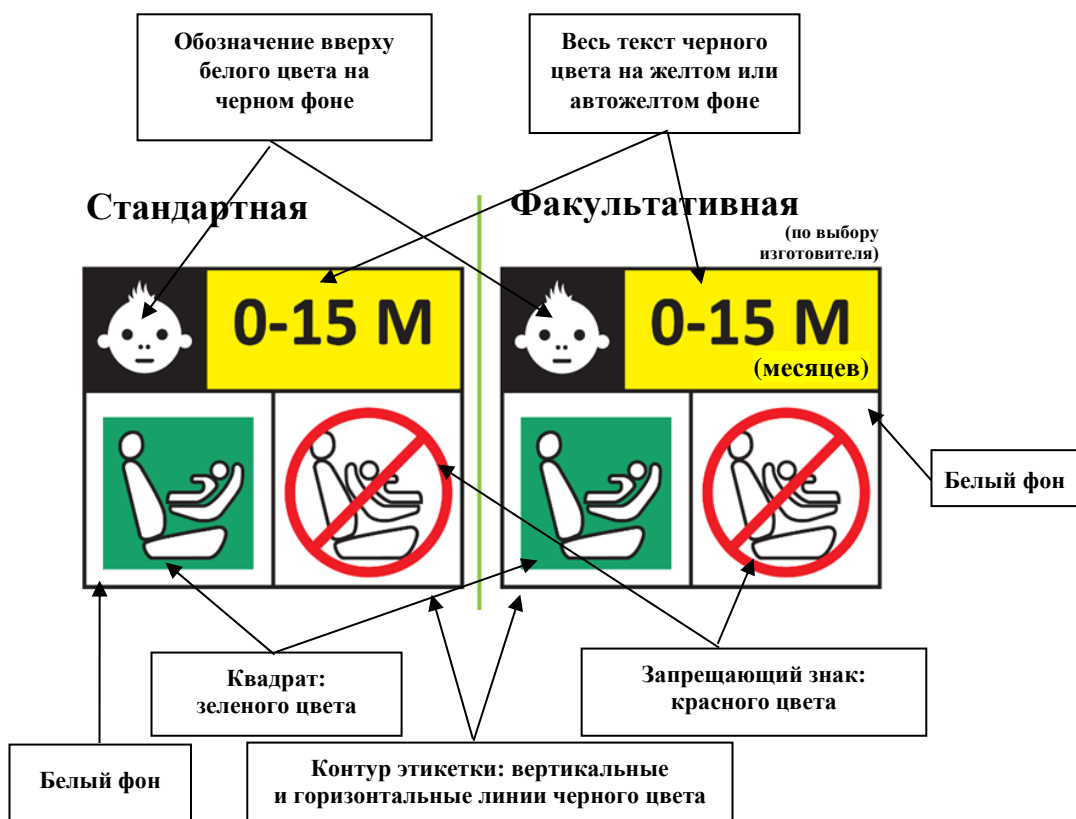 Обозначение вверху
белого цвета на
черном фоне
Весь текст черного
цвета на желтом или
автожелтом фоне
Стандартная
Факультативная
(по выбору
изготовителя)
0-15 М
0-15 М
(месяцев)
Белый фон
Квадрат:
зеленого цвета
Запрещающий знак:
красного цвета
Белый фон
Контур этикетки: вертикальные
и горизонтальные линии черного цвета